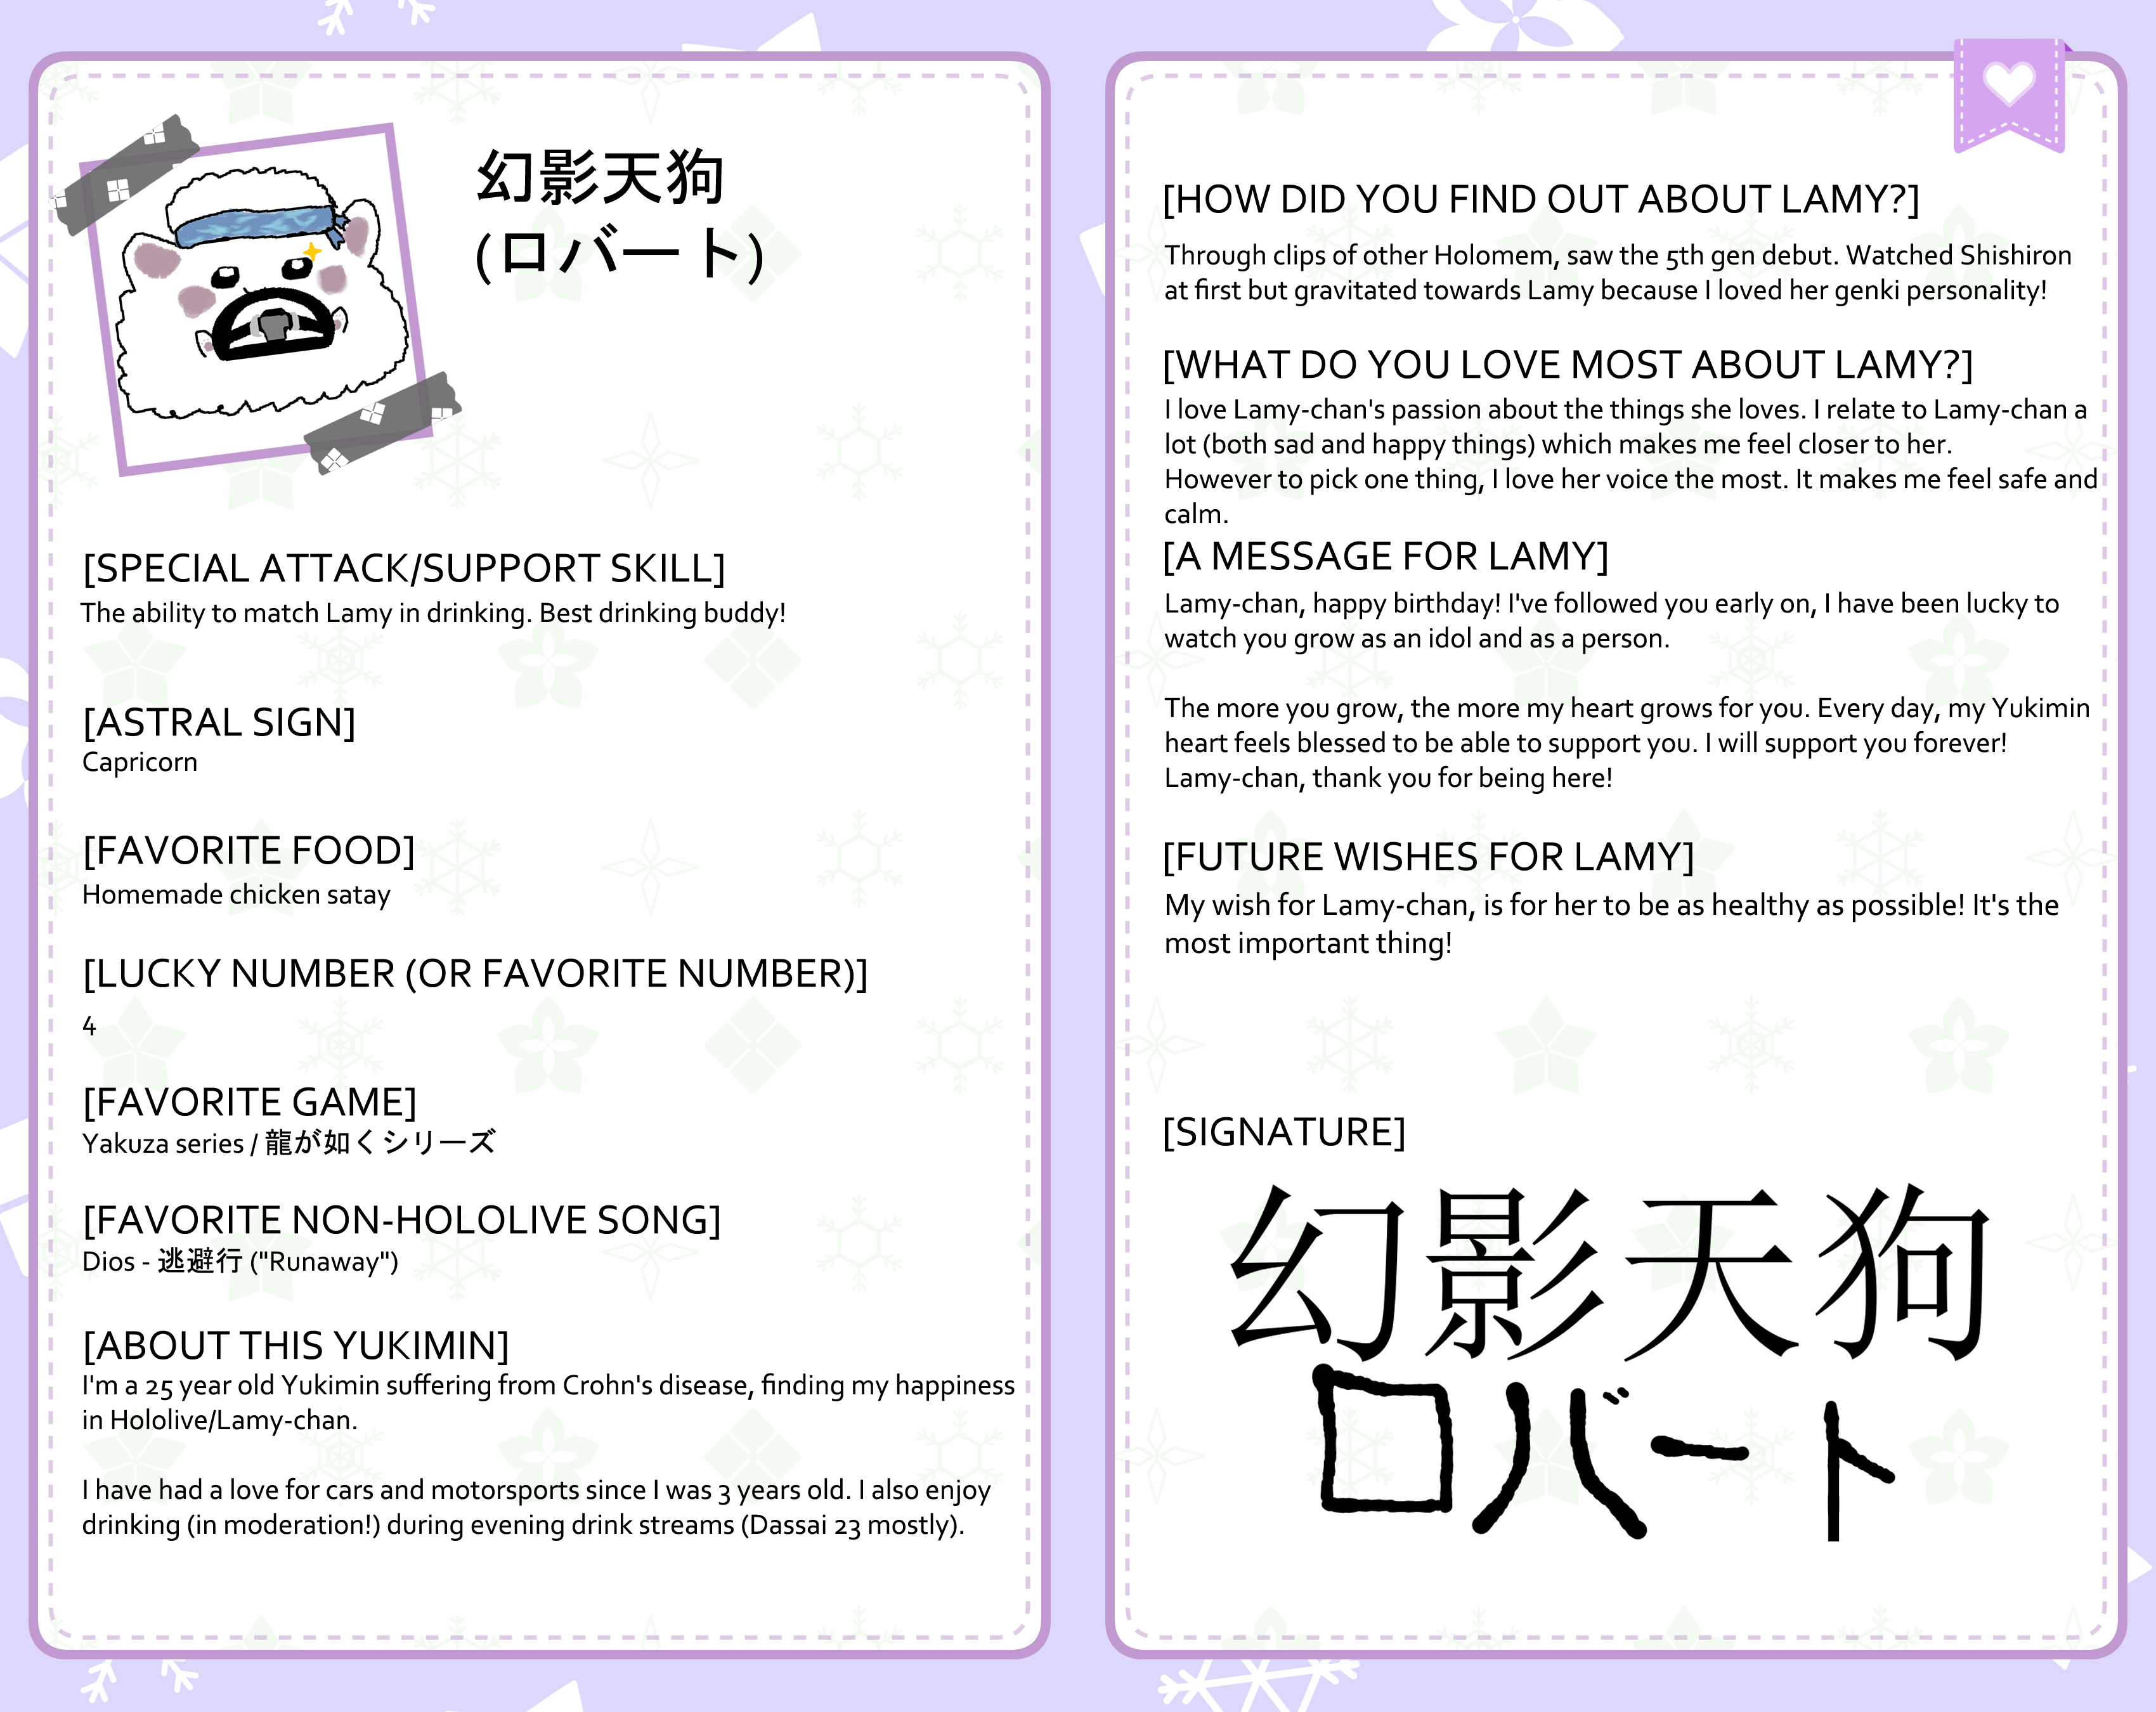 幻影天狗
(ロバート)
[SPECIAL ATTACK/SUPPORT SKILL]
The ability to match Lamy in drinking. Best drinking buddy!
[ASTRAL SIGN]
Capricorn
[FAVORITE FOOD]
Homemade chicken satay
[LUCKY NUMBER (OR FAVORITE NUMBER)]
4
[FAVORITE GAME]
Yakuza series / 龍が如くシリーズ
[FAVORITE NON-HOLOLIVE SONG]
Dios - 逃避行 ("Runaway")
[ABOUT THIS YUKIMIN]
I'm a 25 year old Yukimin suffering from Crohn's disease, finding my happiness
in Hololive/Lamy-chan.
I have had a love for cars and motorsports since I was 3 years old. I also enjoy
drinking (in moderation!) during evening drink streams (Dassai 23 mostly).
[HOW DID YOU FIND OUT ABOUT LAMY?]
Through clips of other Holomem, saw the 5th gen debut. Watched Shishiron
at first but gravitated towards Lamy because I loved her genki personality!
[WHAT DO YOU LOVE MOST ABOUT LAMY?]
I love Lamy-chan's passion about the things she loves. I relate to Lamy-chan a
lot (both sad and happy things) which makes me feel closer to her.
However to pick one thing, I love her voice the most. It makes me feel safe and
calm.
[A MESSAGE FOR LAMY]
Lamy-chan, happy birthday! I've followed you early on, I have been lucky to
watch you grow as an idol and as a person.
The more you grow, the more my heart grows for you. Every day, my Yukimin
heart feels blessed to be able to support you. I will support you forever!
Lamy-chan, thank you for being here!
[FUTURE WISHES FOR LAMY]
My wish for Lamy-chan, is for her to be as healthy as possible! It's the
most important thing!
[SIGNATURE]
幻影天狗
ロバート